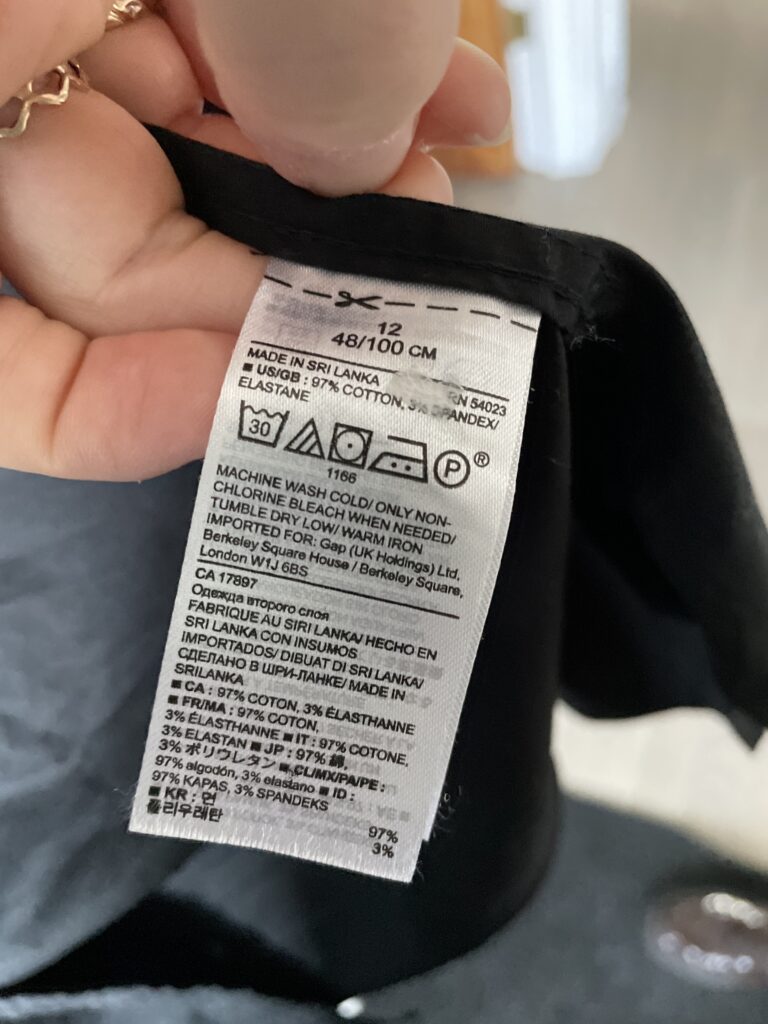 12
48/100 CM
MADE IN SRI LANKA RN 54023
■ US/GB : 97% COTTON, 3% SPANDEX/
ELASTANE
30 P ®
1166
MACHINE WASH COLD/ ONLY NON-
CHLORINE BLEACH WHEN NEEDED/
TUMBLE DRY LOW/ WARM IRON
IMPORTED FOR: Gap (UK Holdings) Ltd,
Berkeley Square House / Berkeley Square,
London W1J 6BS
CA 17897
Одежда второго слоя
FABRIQUE AU SIRI LANKA/ HECHO EN
SRI LANKA CON INSUMOS
IMPORTADOS/ DIBUAT DI SRI LANKA/
СДЕЛАНО В ШРИ-ЛАНКЕ/ MADE IN
SRILANKA
■ CA : 97% COTON, 3% ÉLASTHANNE
■ FR/MA : 97% COTON,
3% ÉLASTHANNE ■ IT : 97% COTONE,
3% ELASTAN ■ JP : 97% 綿,
3% ポリウレタン ■ CL/MX/PA/PE :
97% algodón, 3% elastano ■ ID :
97% KAPAS, 3% SPANDEKS
■ KR : 면 97%
폴리우레탄 3%